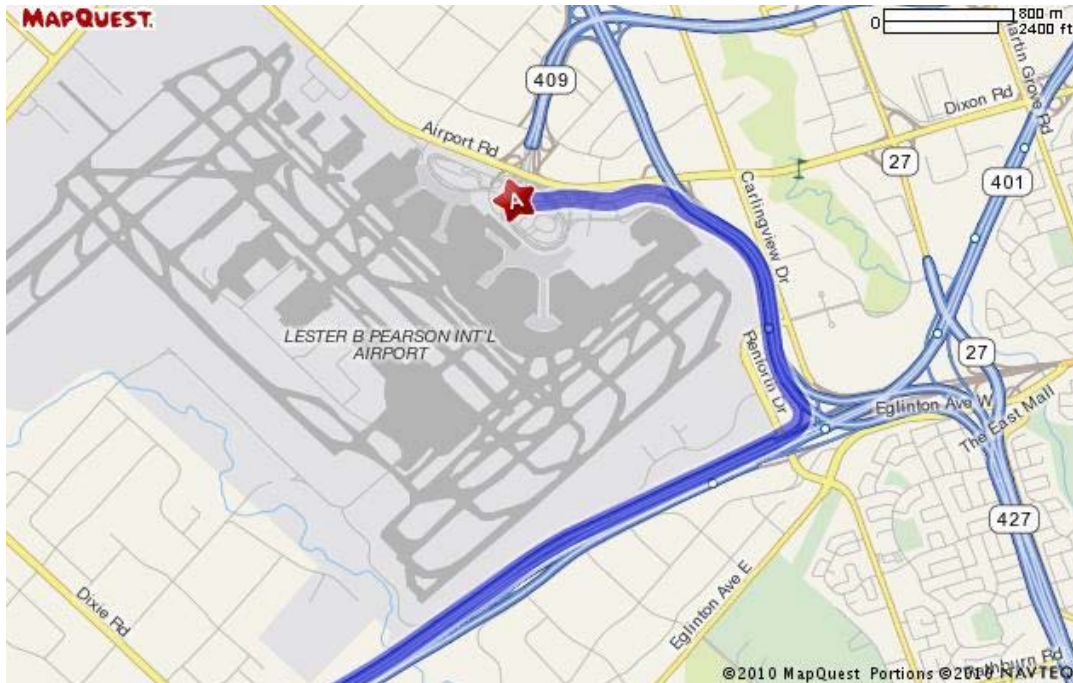 MAPQUEST.
0
800 m
2400 ft
409
Martin Grove Rd
Dixon Rd
Airport Rd
27
401
A
Carlingview Dr
LESTER B PEARSON INT'L
AIRPORT
Renforth Dr
27
Eglinton Ave W
The East Mall
427
Eglinton Ave E
Dixie Rd
Rathburn Rd
©2010 MapQuest Portions ©2010 NAVTEQ